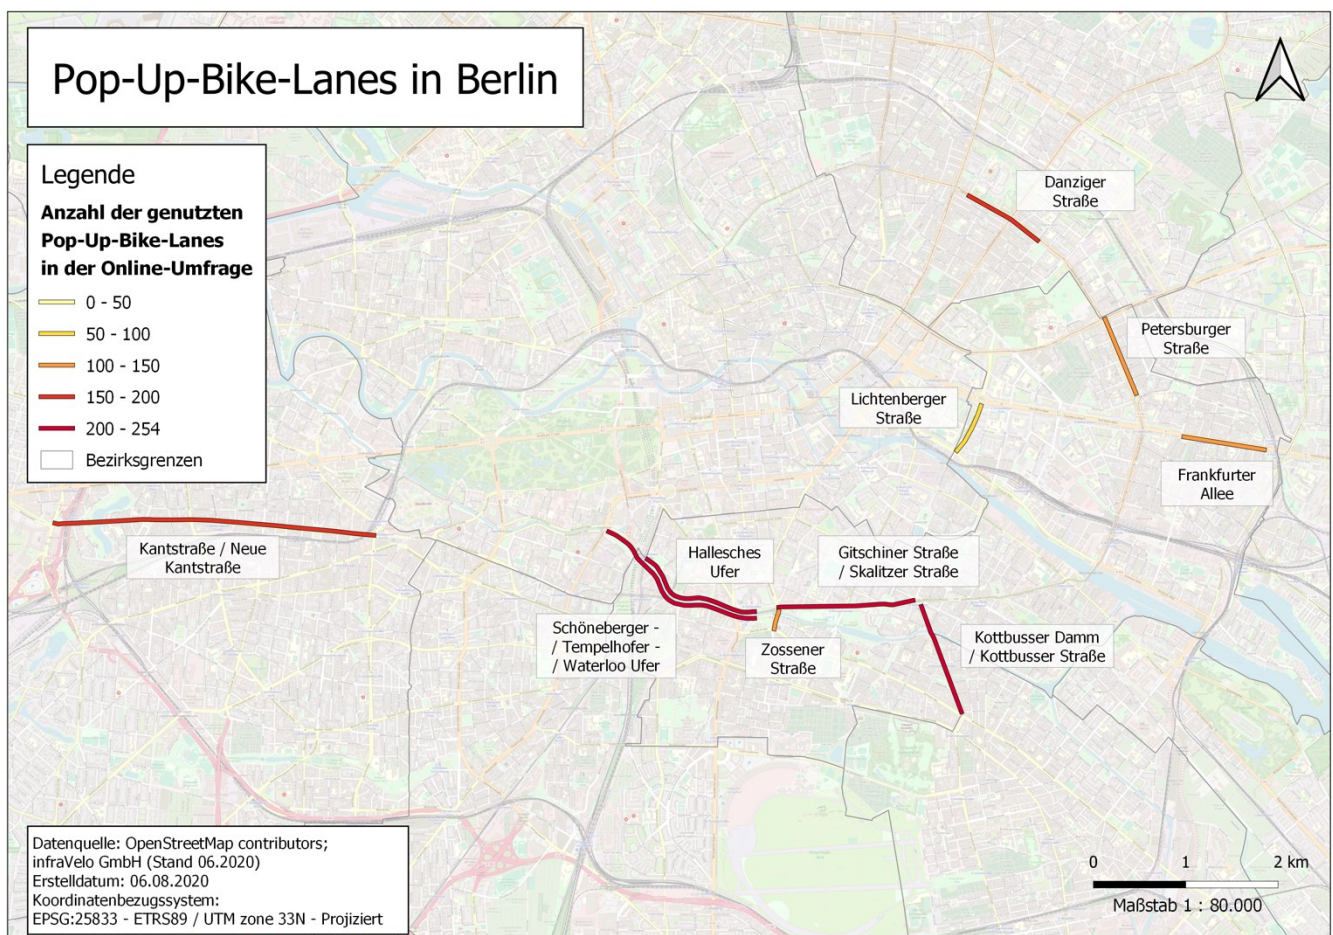 Pop-Up-Bike-Lanes in Berlin
Legende
Anzahl der genutzten
Pop-Up-Bike-Lanes
in der Online-Umfrage
0 - 50
50 - 100
100 - 150
150 - 200
200 - 254
Bezirksgrenzen
Danziger
Straße
Petersburger
Straße
Lichtenberger
Straße
Frankfurter
Allee
Kantstraße / Neue
Kantstraße
Hallesches
Ufer
Gitschiner Straße
/ Skalitzer Straße
Schöneberger -
/ Tempelhofer -
/ Waterloo Ufer
Zossener
Straße
Kottbusser Damm
/ Kottbusser Straße
Datenquelle: OpenStreetMap contributors;
infraVelo GmbH (Stand 06.2020)
Erstelldatum: 06.08.2020
Koordinatenbezugssystem:
EPSG:25833 - ETRS89 / UTM zone 33N - Projiziert
0 1 2 km
Maßstab 1 : 80.000